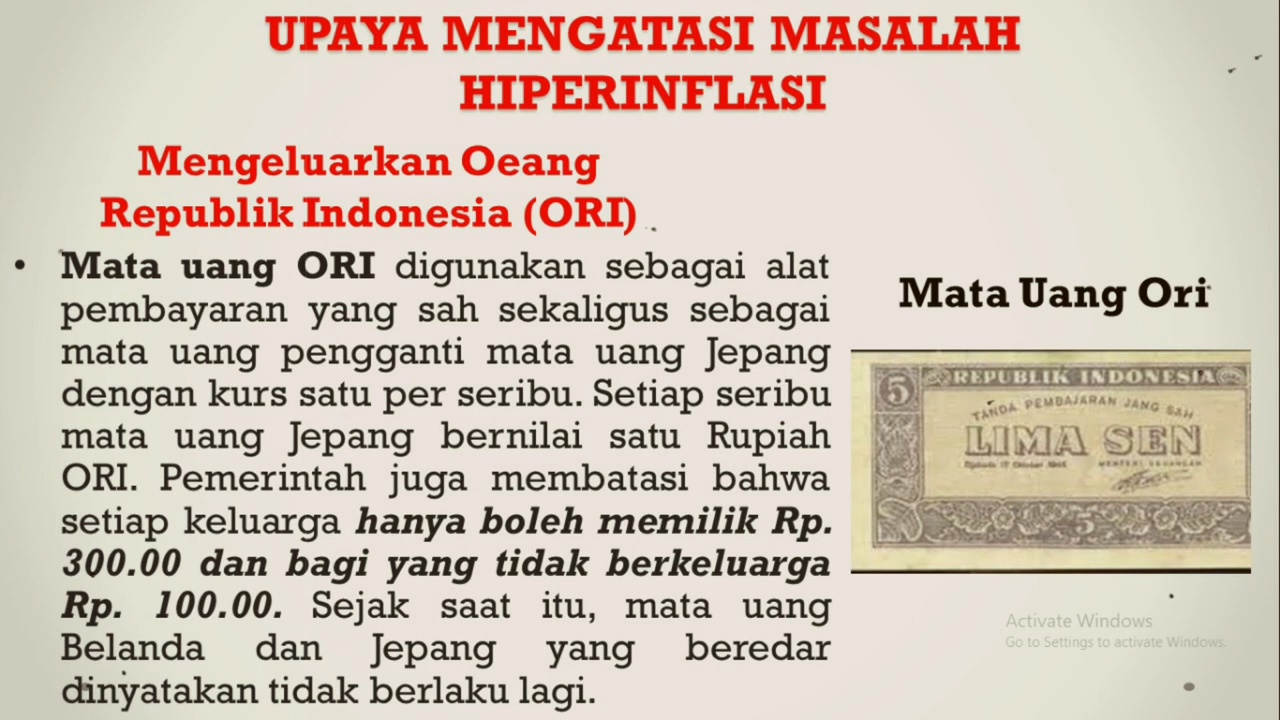 UPAYA MENGATASI MASALAH
HIPERINFLASI
Mengeluarkan Oeang
Republik Indonesia (ORI)
• Mata uang ORI digunakan sebagai alat
pembayaran yang sah sekaligus sebagai
mata uang pengganti mata uang Jepang
dengan kurs satu per seribu. Setiap seribu
mata uang Jepang bernilai satu Rupiah
ORI. Pemerintah juga membatasi bahwa
setiap keluarga hanya boleh memilik Rp.
300.00 dan bagi yang tidak berkeluarga
Rp. 100.00. Sejak saat itu, mata uang
Belanda dan Jepang yang beredar
dinyatakan tidak berlaku lagi.
Mata Uang Ori
5
REPUBLIK INDONESIA
TANDA PEMBAJARAN JANG SAH
LIMA SEN
MENTERI KEUANGAN
5
Activate Windows
Go to Settings to activate Windows.